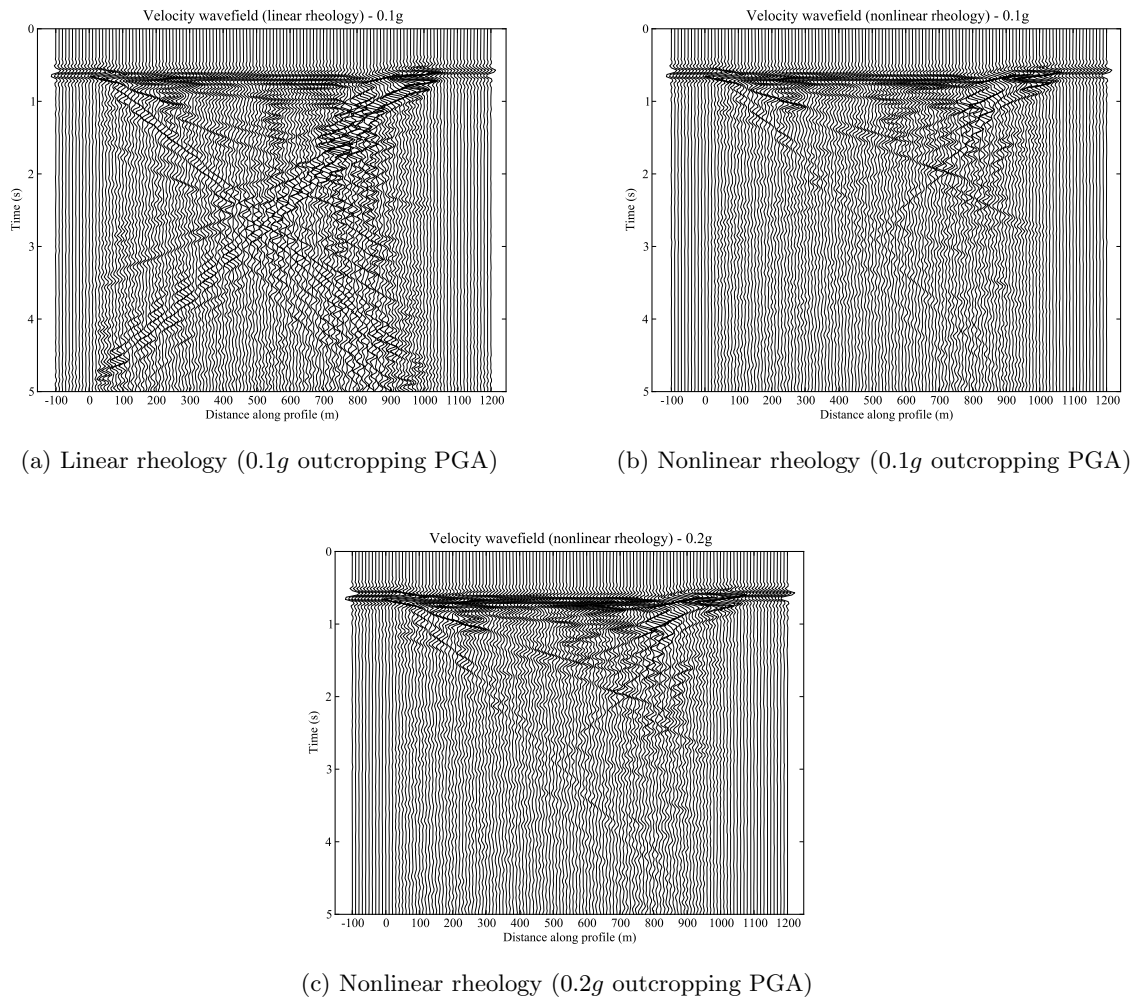 Velocity wavefield (linear rheology) - 0.1g
0
1
2
3
4
5
Time (s)
-100 0 100 200 300 400 500 600 700 800 900 1000 1100 1200
Distance along profile (m)
(a) Linear rheology (0.1g outcropping PGA)
Velocity wavefield (nonlinear rheology) - 0.1g
0
1
2
3
4
5
Time (s)
-100 0 100 200 300 400 500 600 700 800 900 1000 1100 1200
Distance along profile (m)
(b) Nonlinear rheology (0.1g outcropping PGA)
Velocity wavefield (nonlinear rheology) - 0.2g
0
1
2
3
4
5
Time (s)
-100 0 100 200 300 400 500 600 700 800 900 1000 1100 1200
Distance along profile (m)
(c) Nonlinear rheology (0.2g outcropping PGA)